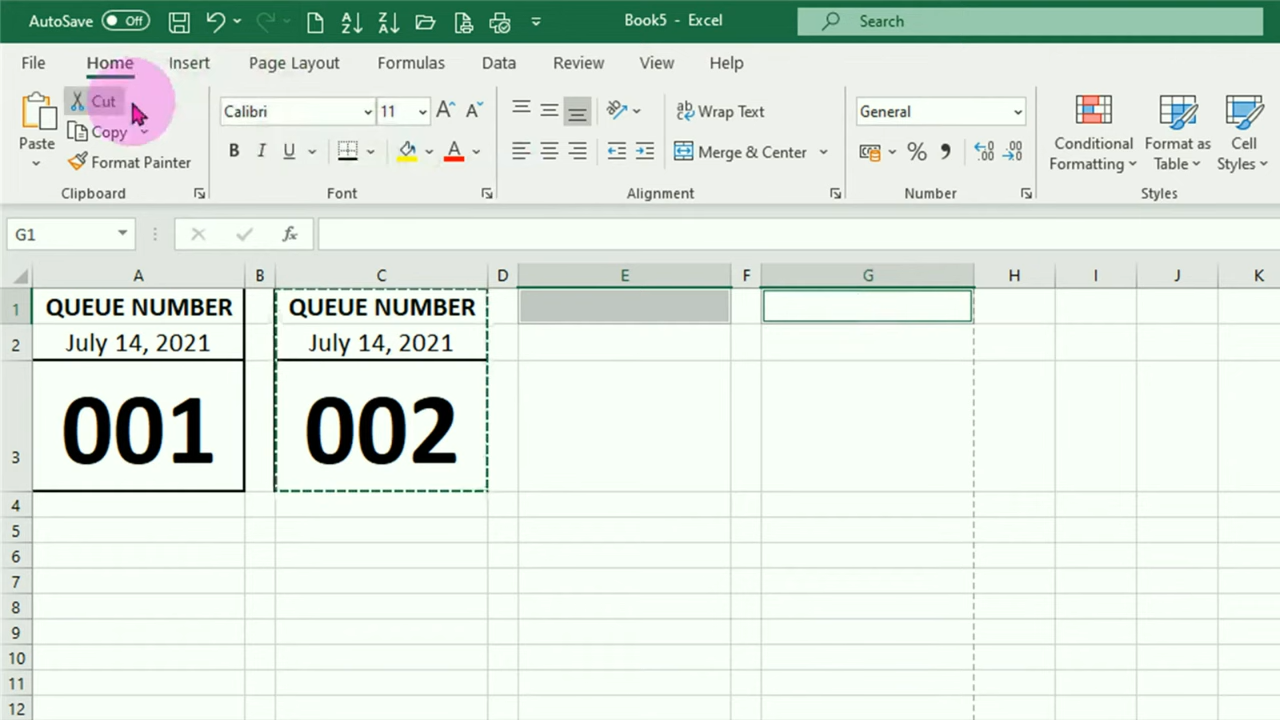 AutoSave Off Book5 - Excel Search
File Home Insert Page Layout Formulas Data Review View Help
Paste Cut Copy Format Painter
Calibri 11
B I U A
Wrap Text
Merge & Center
General
% ,
Conditional Formatting
Format as Table
Cell Styles
Clipboard Font Alignment Number Styles
G1 fx
A B C D E F G H I J K
1 QUEUE NUMBER QUEUE NUMBER
2 July 14, 2021 July 14, 2021
3 001 002
4
5
6
7
8
9
10
11
12